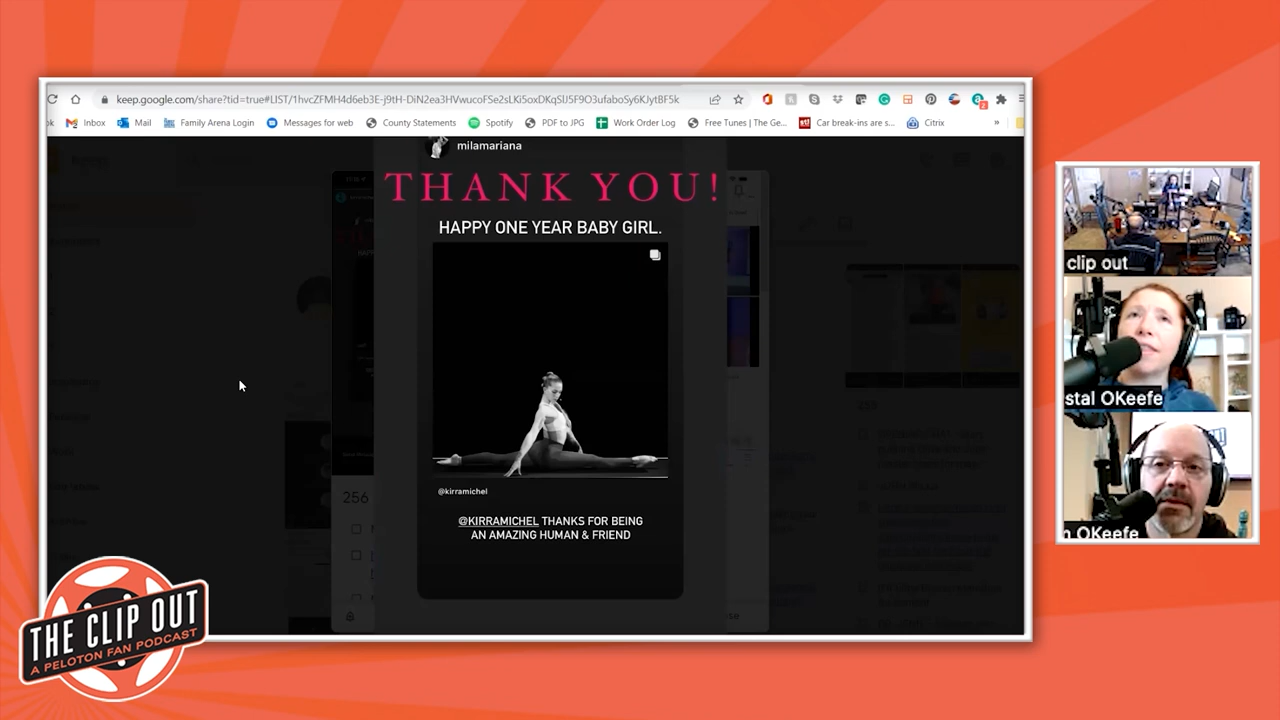 keep.google.com/share?tid=true#LIST/1hvcZFMH4d6eb3E-j9tH-DiN2ea3HVwucoFSe2sLKi5oxDKqSlJ5F9O3ufaboSy6KJytBF5k
Inbox
Mail
Family Arena Login
Messages for web
County Statements
Spotify
PDF to JPG
Work Order Log
Free Tunes | The Ge...
Car break-ins are s...
Citrix
»
milamariana
THANK YOU!
HAPPY ONE YEAR BABY GIRL.
@kirramichel
@KIRRAMICHEL THANKS FOR BEING
AN AMAZING HUMAN & FRIEND
256
clip out
stal OKeefe
OKeefe
THE CLIP OUT
A PELOTON FAN PODCAST